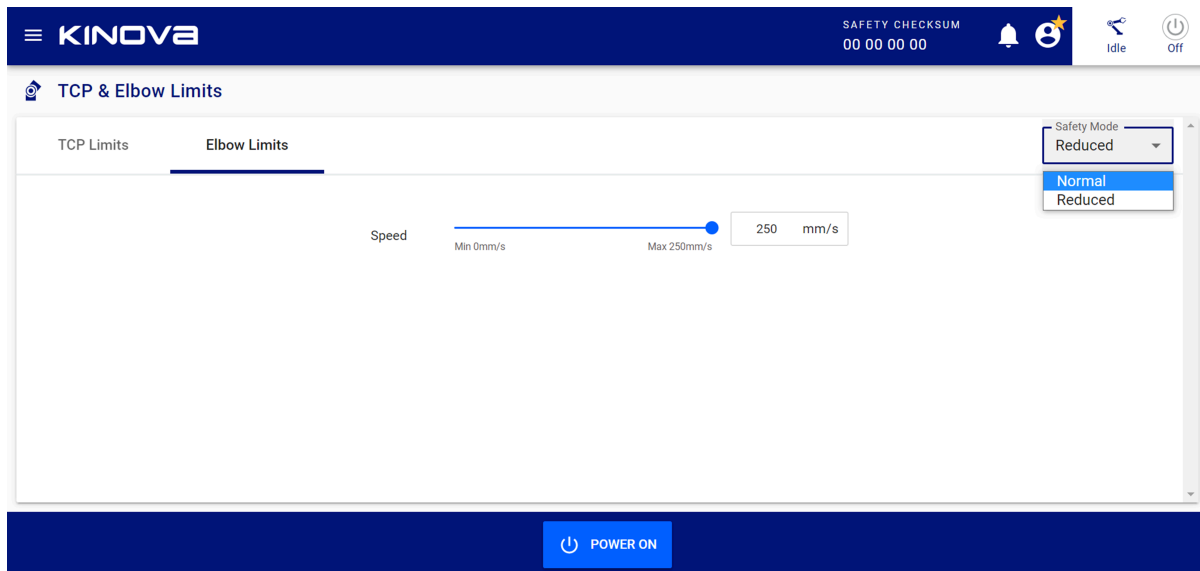 KINOVA
SAFETY CHECKSUM
00 00 00 00
Idle
Off
TCP & Elbow Limits
TCP Limits
Elbow Limits
Safety Mode
Reduced
Normal
Reduced
Speed
Min 0mm/s
Max 250mm/s
250 mm/s
POWER ON